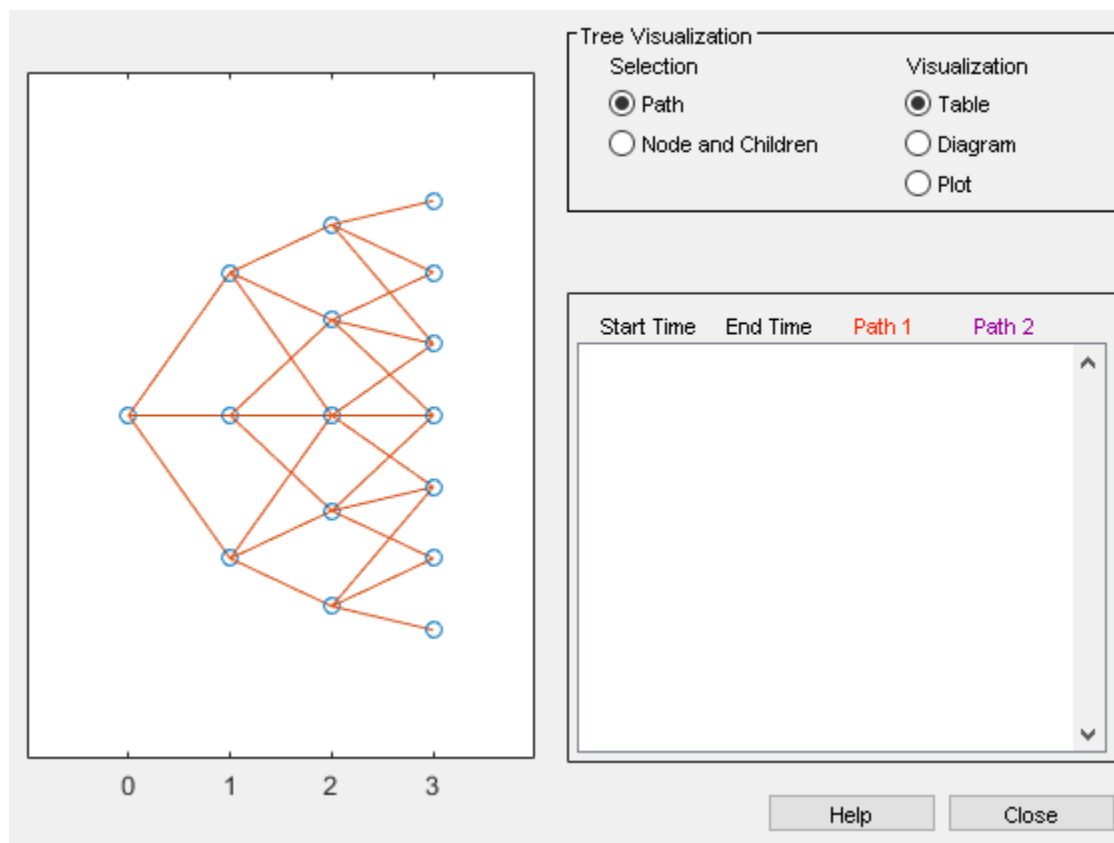 Tree Visualization
Selection Visualization
Path Table
Node and Children Diagram
Plot
Start Time End Time Path 1 Path 2
0 1 2 3
Help Close